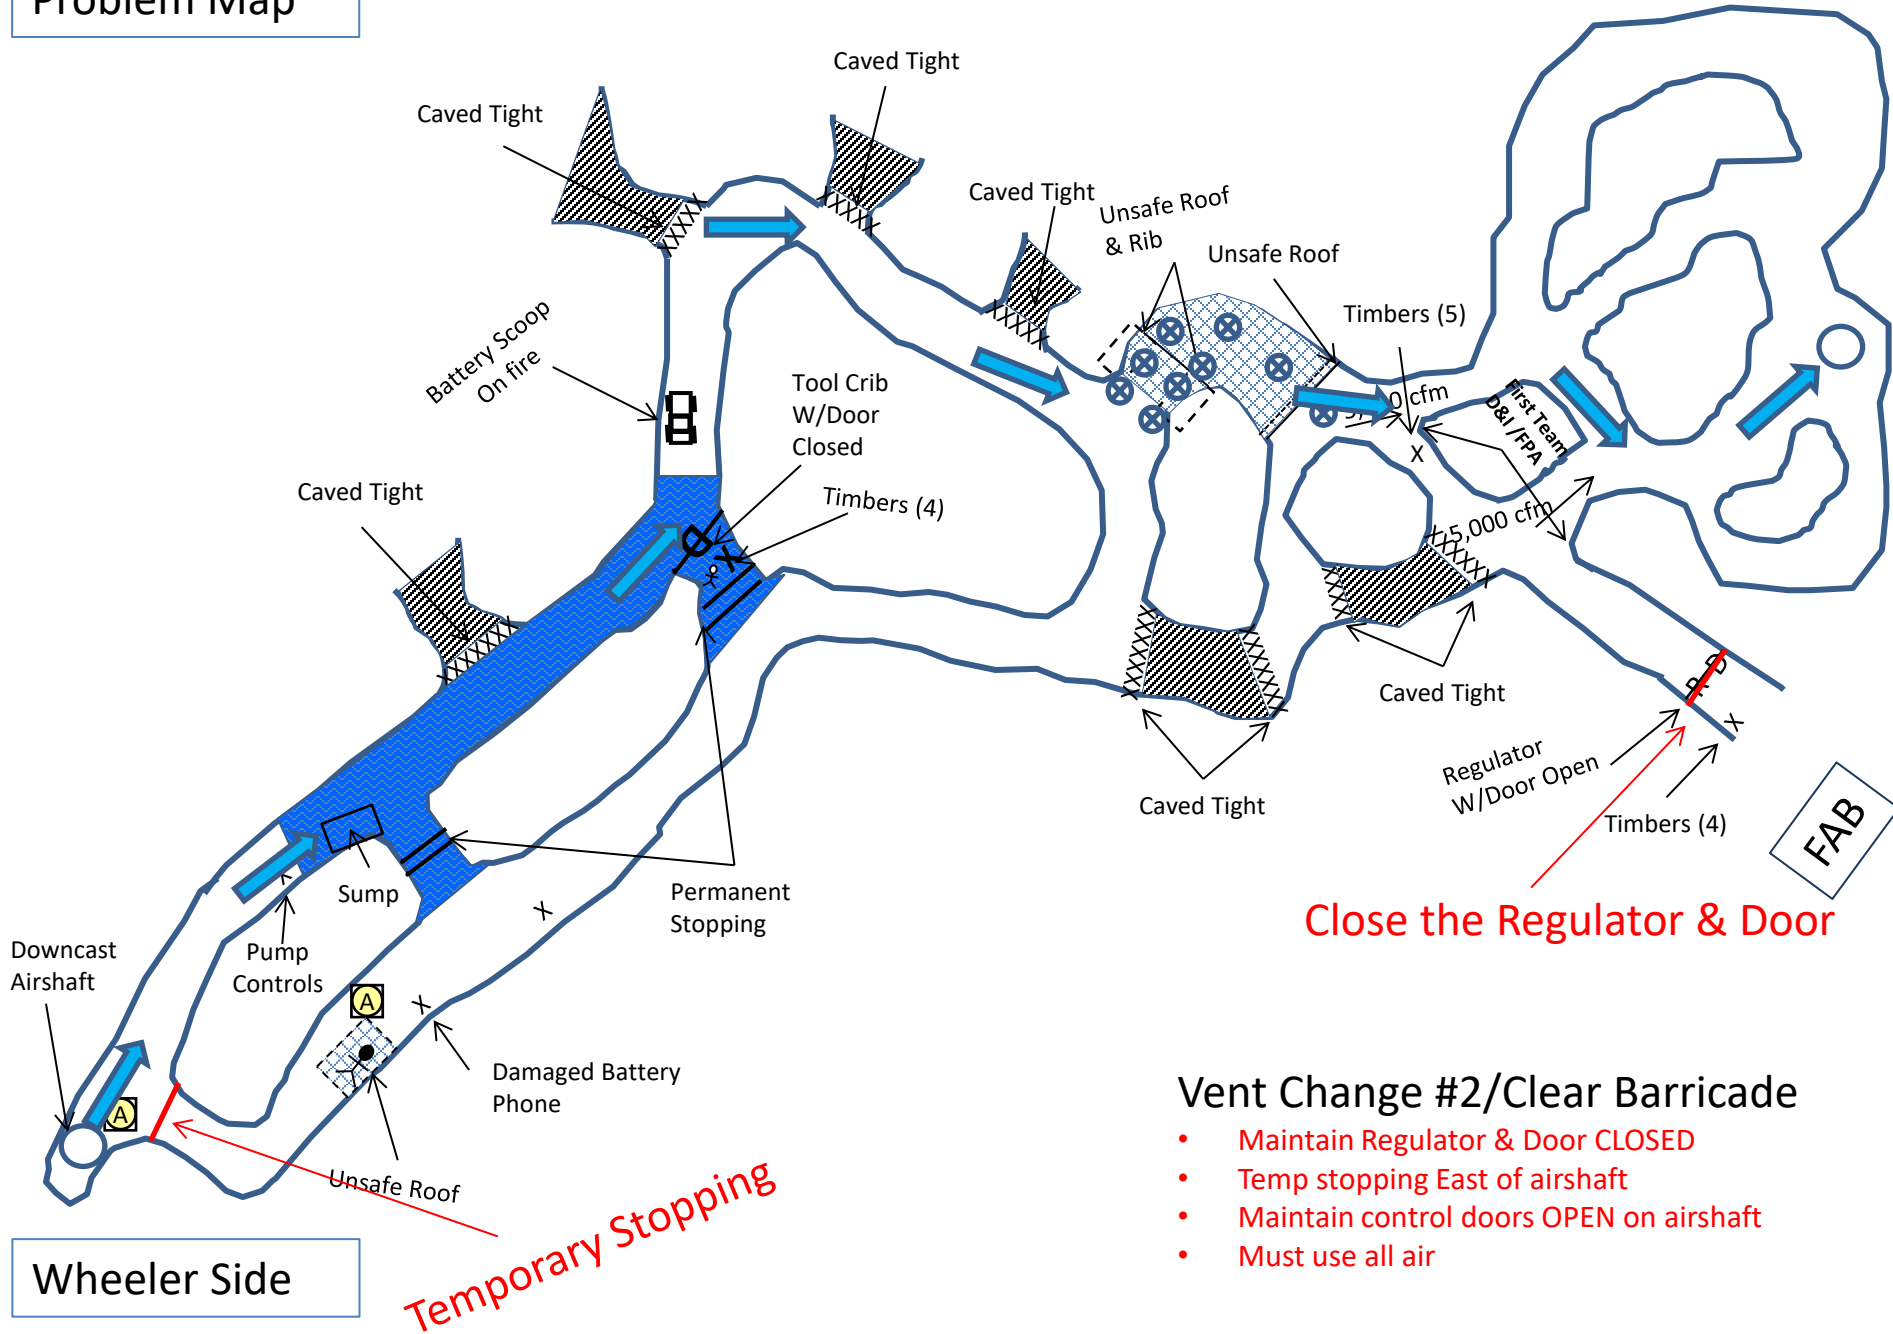 Problem Map
Caved Tight
Caved Tight
Caved Tight
Unsafe Roof
& Rib
Unsafe Roof
Timbers (5)
Battery Scoop
On fire
Tool Crib
W/Door
Closed
Timbers (4)
0 cfm
First Team
D&I /FPA
X
Caved Tight
5,000 cfm
Caved Tight
R D
Regulator
W/Door Open
X
Timbers (4)
FAB
Caved Tight
Close the Regulator & Door
Sump
Permanent
Stopping
X
Pump
Controls
Downcast
Airshaft
A
X
Damaged Battery
Phone
A
Unsafe Roof
Temporary Stopping
Vent Change #2/Clear Barricade
• Maintain Regulator & Door CLOSED
• Temp stopping East of airshaft
• Maintain control doors OPEN on airshaft
• Must use all air
Wheeler Side